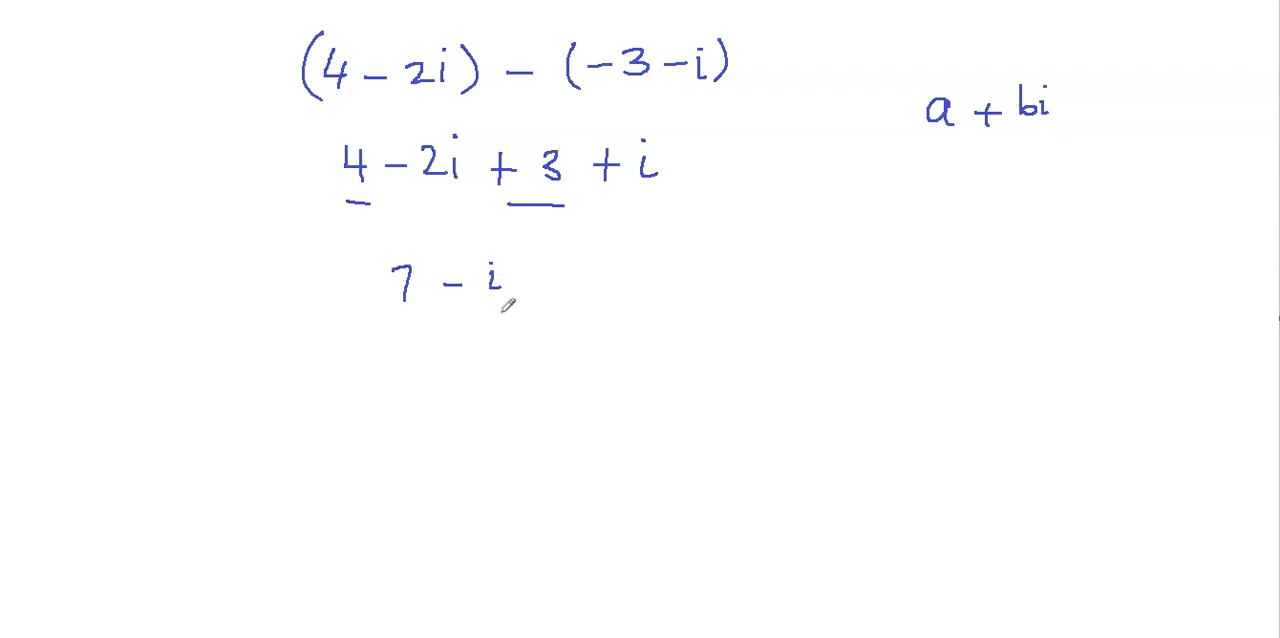 (4 - 2i) - (-3 - i)
a + bi
4 - 2i + 3 + i
7 - i